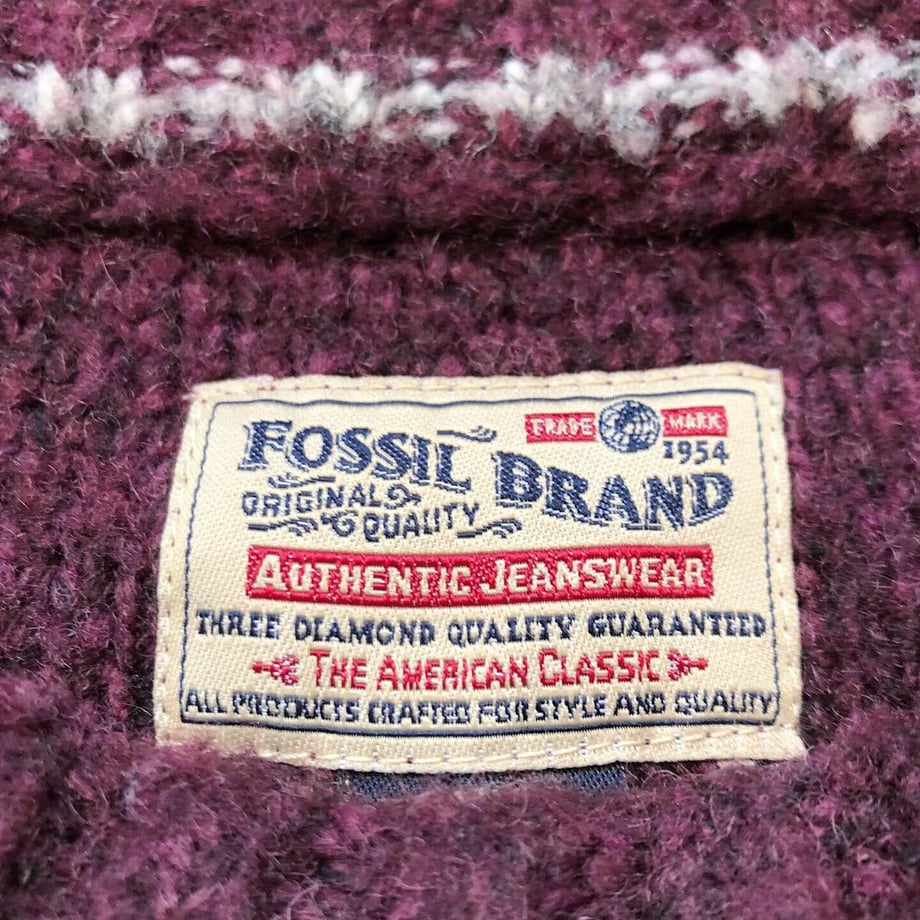 TRADE MARK
1954
FOSSIL BRAND
ORIGINAL QUALITY
AUTHENTIC JEANSWEAR
THREE DIAMOND QUALITY GUARANTEED
THE AMERICAN CLASSIC
ALL PRODUCTS CRAFTED FOR STYLE AND QUALITY